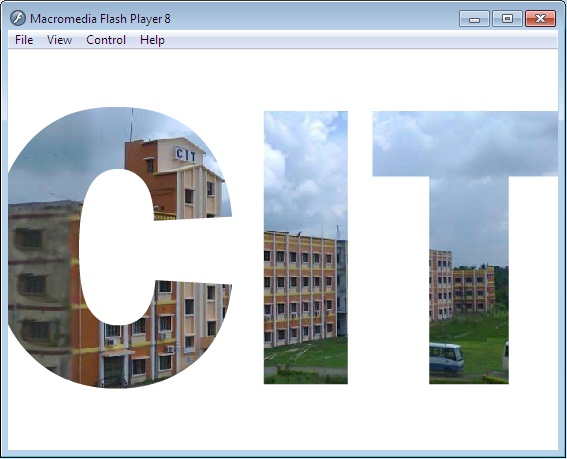 Macromedia Flash Player 8
File View Control Help
CIT
CIT